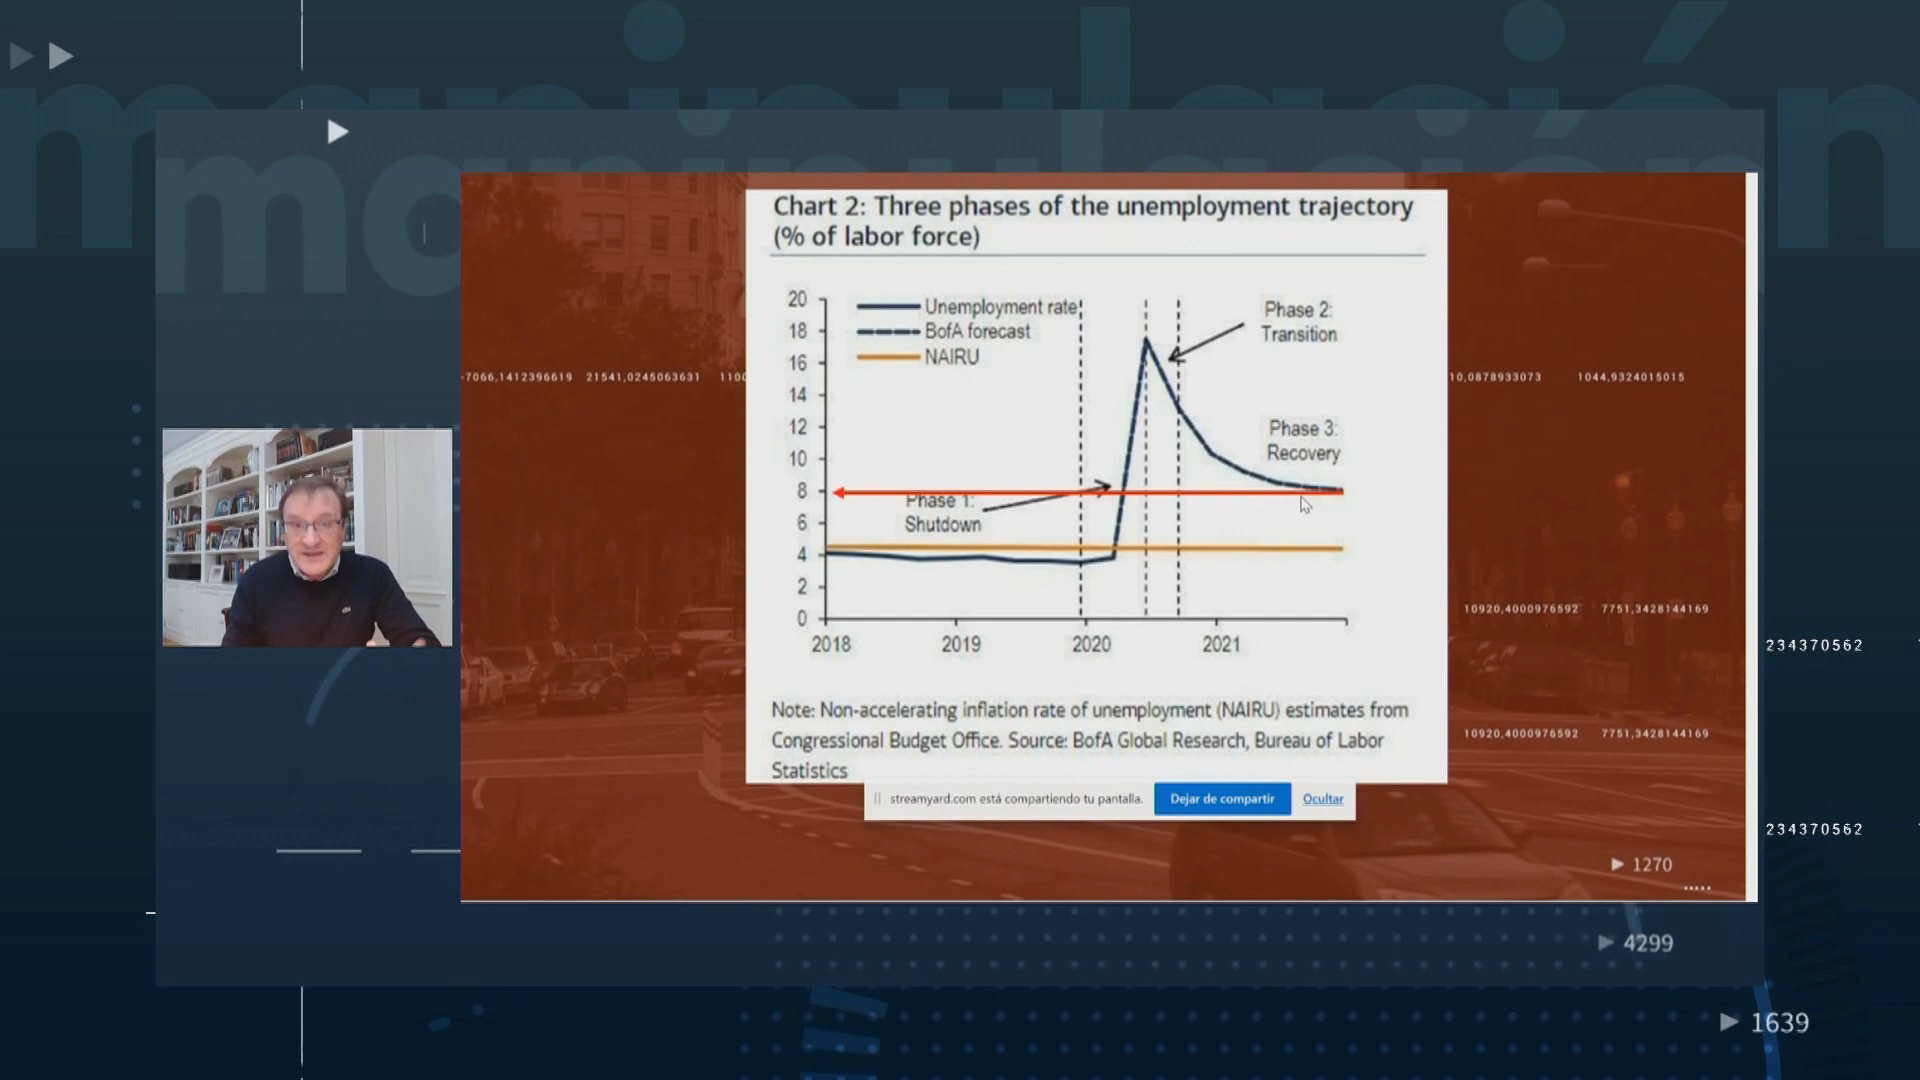 manipulación
manipulación
Chart 2: Three phases of the unemployment trajectory
(% of labor force)
20
18
16
14
12
10
8
6
4
2
0
Unemployment rate
BofA forecast
NAIRU
Phase 2:
Transition
Phase 3:
Recovery
Phase 1:
Shutdown
2018 2019 2020 2021
Note: Non-accelerating inflation rate of unemployment (NAIRU) estimates from
Congressional Budget Office. Source: BofA Global Research, Bureau of Labor
Statistics
streamyard.com está compartiendo tu pantalla. Dejar de compartir Ocultar
-7066,1412396619 21541,0245063631 1100
10,0878933073 1044,9324015015
10920,4000976592 7751,3428144169
234370562
10920,4000976592 7751,3428144169
234370562
1270
4299
1639